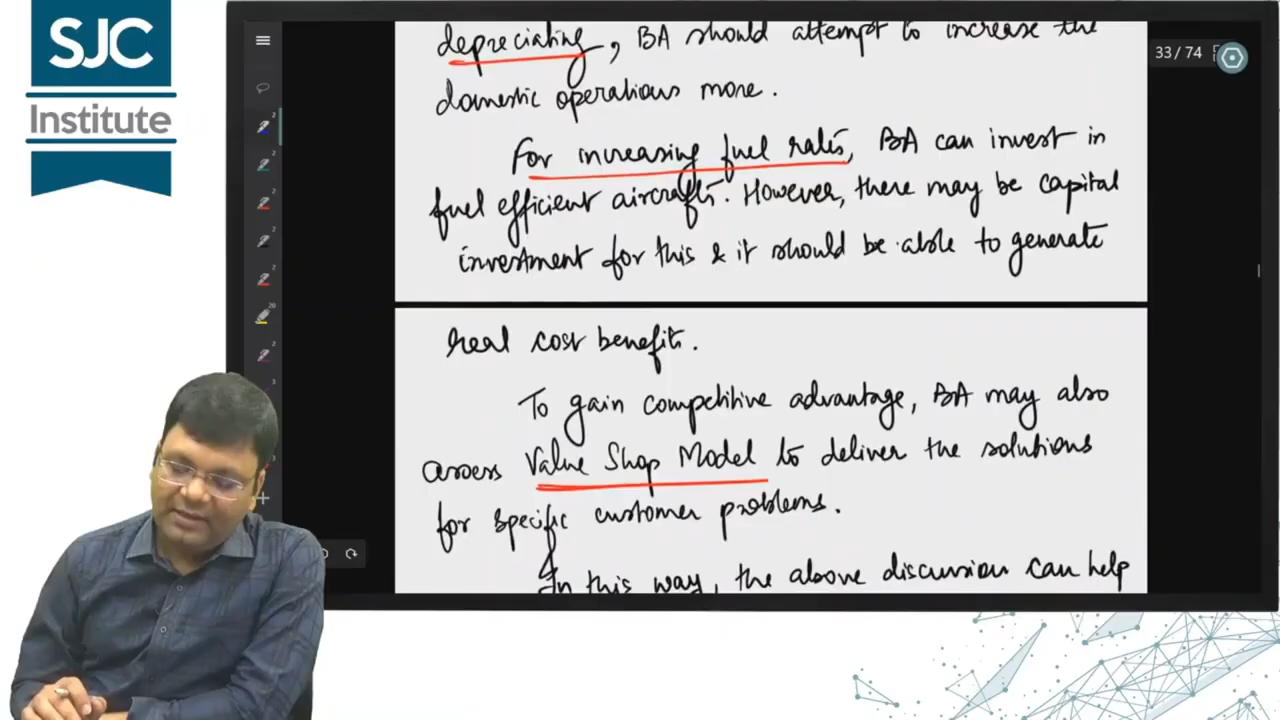 SJC
Institute
33 / 74
depreciating, BA should attempt to increase the
domestic operations more.
For increasing fuel rates, BA can invest in
fuel efficient aircrafts. However, there may be capital
investment for this & it should be able to generate
real cost benefits.
To gain competitive advantage, BA may also
assess Value Shop Model to deliver the solutions
for specific customer problems.
In this way, the above discussion can help